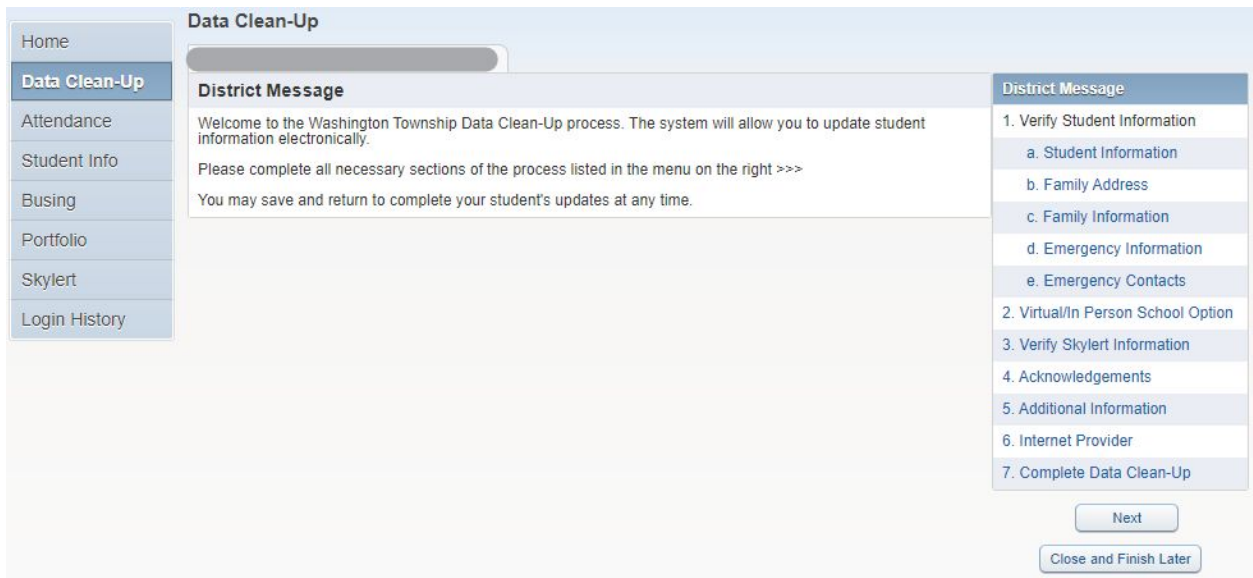 Data Clean-Up
Home
Data Clean-Up
Attendance
Student Info
Busing
Portfolio
Skylert
Login History
District Message
Welcome to the Washington Township Data Clean-Up process. The system will allow you to update student
information electronically.
Please complete all necessary sections of the process listed in the menu on the right >>>
You may save and return to complete your student's updates at any time.
District Message
1. Verify Student Information
a. Student Information
b. Family Address
c. Family Information
d. Emergency Information
e. Emergency Contacts
2. Virtual/In Person School Option
3. Verify Skylert Information
4. Acknowledgements
5. Additional Information
6. Internet Provider
7. Complete Data Clean-Up
Next
Close and Finish Later